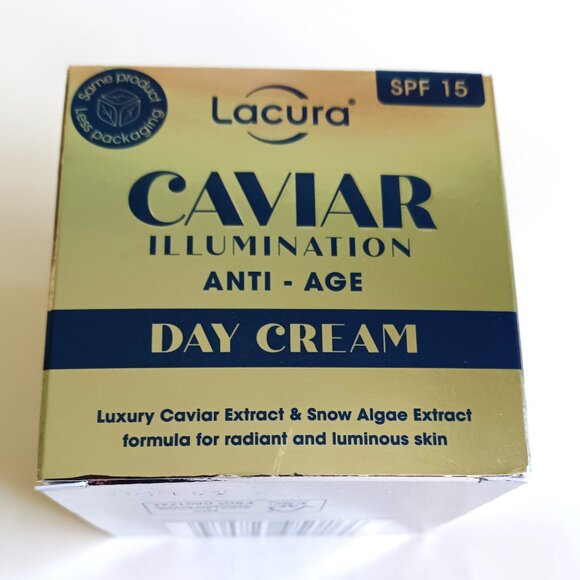 Same product
Less packaging
Lacura®
SPF 15
CAVIAR
ILLUMINATION
ANTI - AGE
DAY CREAM
Luxury Caviar Extract & Snow Algae Extract
formula for radiant and luminous skin